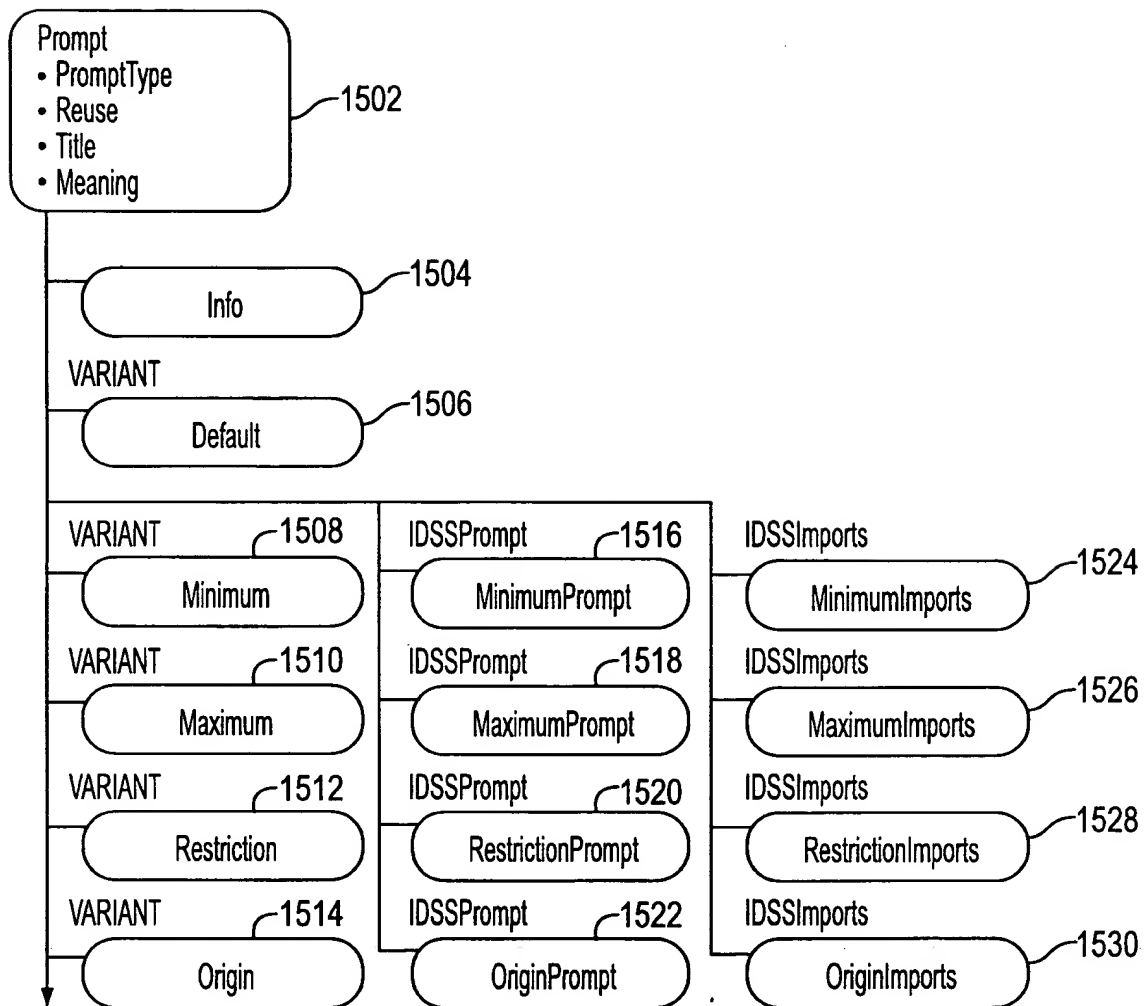 Prompt
• PromptType
• Reuse
• Title
• Meaning
1502
Info
1504
VARIANT
Default
1506
VARIANT
1508
Minimum
IDSSPrompt
1516
MinimumPrompt
IDSSImports
1524
MinimumImports
VARIANT
1510
Maximum
IDSSPrompt
1518
MaximumPrompt
IDSSImports
1526
MaximumImports
VARIANT
1512
Restriction
IDSSPrompt
1520
RestrictionPrompt
IDSSImports
1528
RestrictionImports
VARIANT
1514
Origin
IDSSPrompt
1522
OriginPrompt
IDSSImports
1530
OriginImports